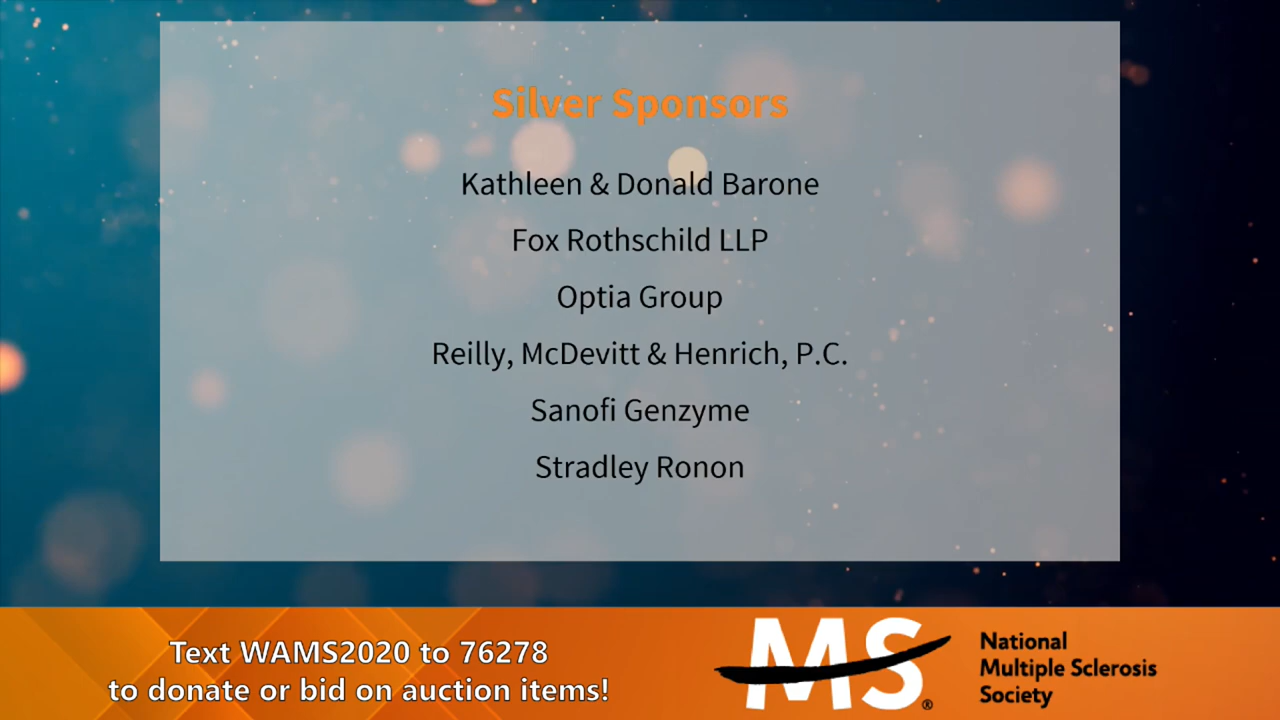 Silver Sponsors
Kathleen & Donald Barone
Fox Rothschild LLP
Optia Group
Reilly, McDevitt & Henrich, P.C.
Sanofi Genzyme
Stradley Ronon
Text WAMS2020 to 76278
to donate or bid on auction items!
MS®
National
Multiple Sclerosis
Society